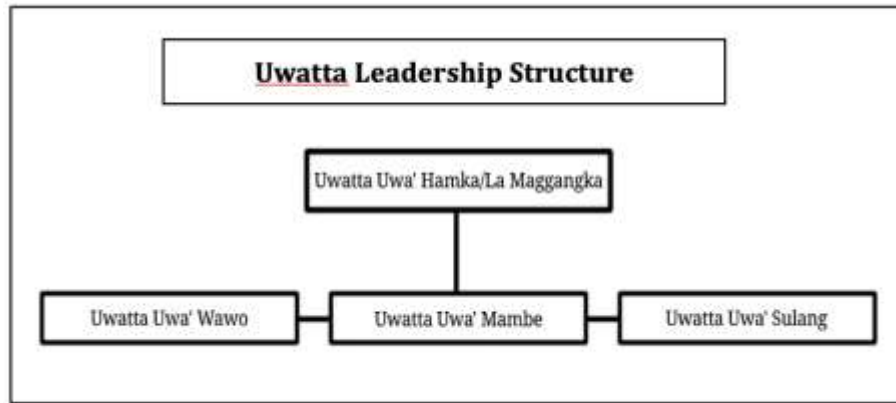 Uwatta Leadership Structure
Uwatta Uwa' Hamka/La Maggangka
Uwatta Uwa' Wawo
Uwatta Uwa' Mambe
Uwatta Uwa' Sulang